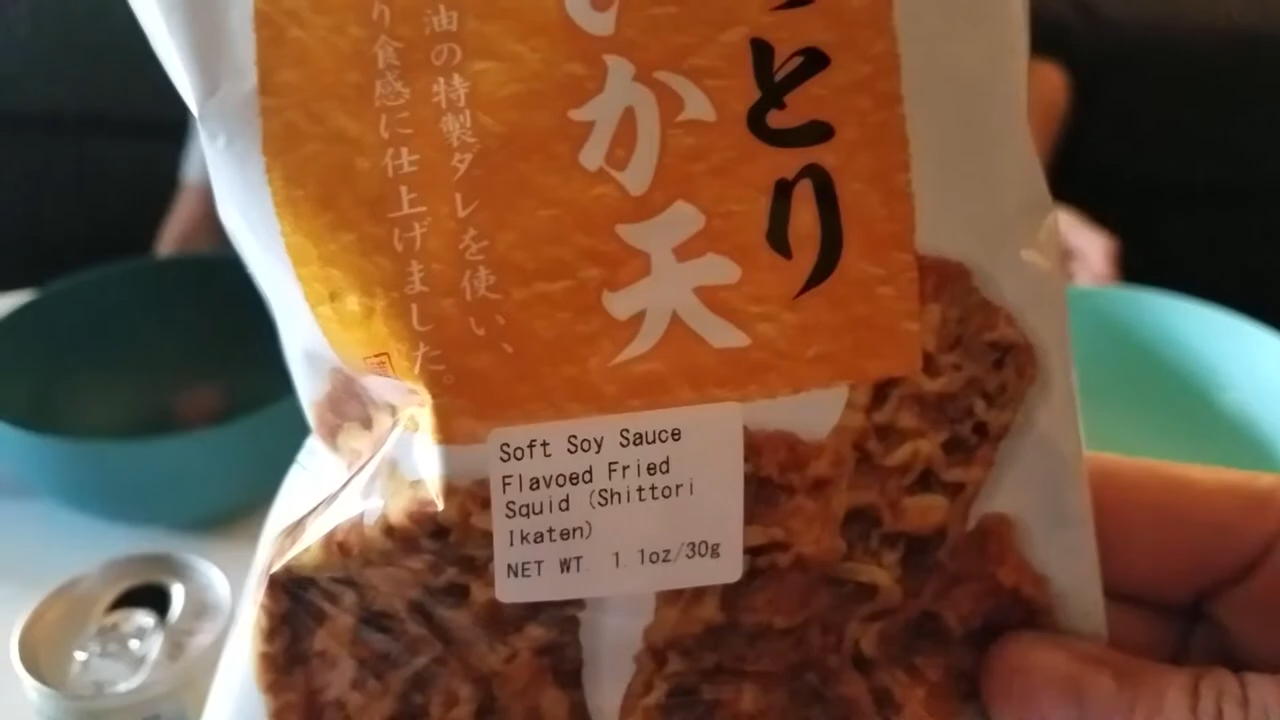 とり
か天
油の特製ダレを使い、
り食感に仕上げました。
Soft Soy Sauce
Flavoed Fried
Squid (Shittori
Ikaten)
NET WT. 1.1oz/30g